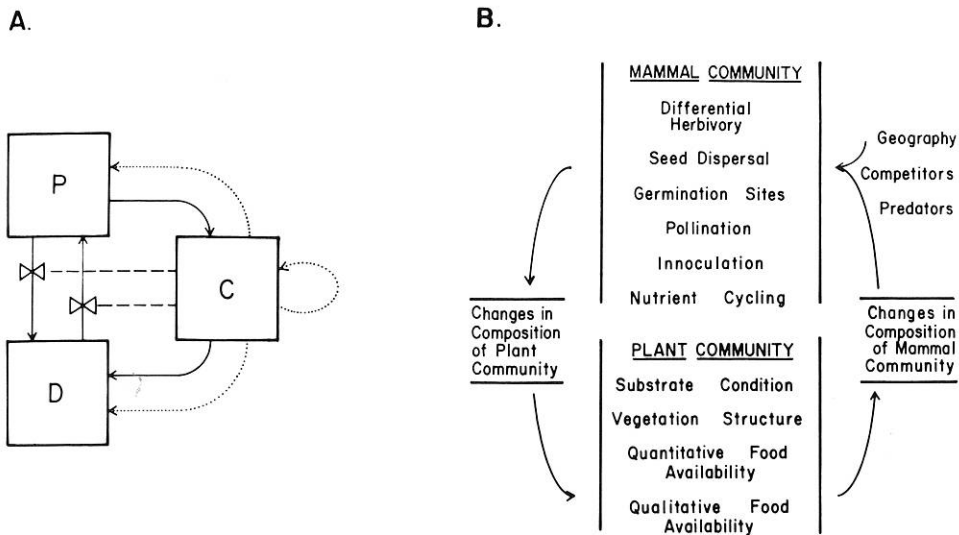 A.
P
C
D
B.
MAMMAL COMMUNITY
Differential
Herbivory
Seed Dispersal
Germination Sites
Pollination
Innoculation
Nutrient Cycling
Geography
Competitors
Predators
Changes in
Composition
of Plant
Community
Changes in
Composition
of Mammal
Community
PLANT COMMUNITY
Substrate Condition
Vegetation Structure
Quantitative Food
Availability
Qualitative Food
Availability